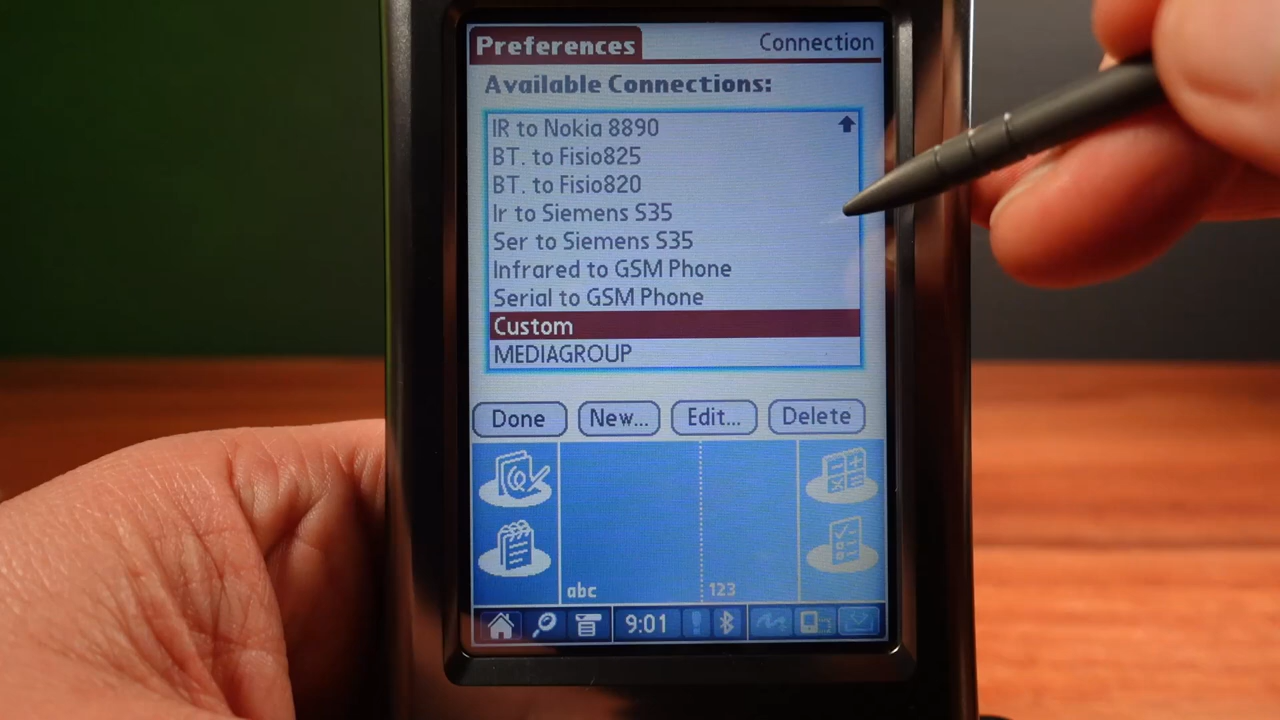 Preferences
Connection
Available Connections:
IR to Nokia 8890
BT. to Fisio825
BT. to Fisio820
Ir to Siemens S35
Ser to Siemens S35
Infrared to GSM Phone
Serial to GSM Phone
Custom
MEDIAGROUP
Done New... Edit... Delete
abc 123
9:01